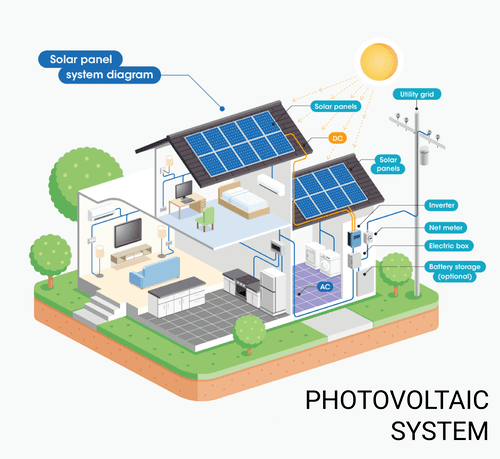 Solar panel
system diagram
Solar panels
Utility grid
DC
Solar
panels
Inverter
Net meter
Electric box
Battery storage
(optional)
AC
PHOTOVOLTAIC
SYSTEM